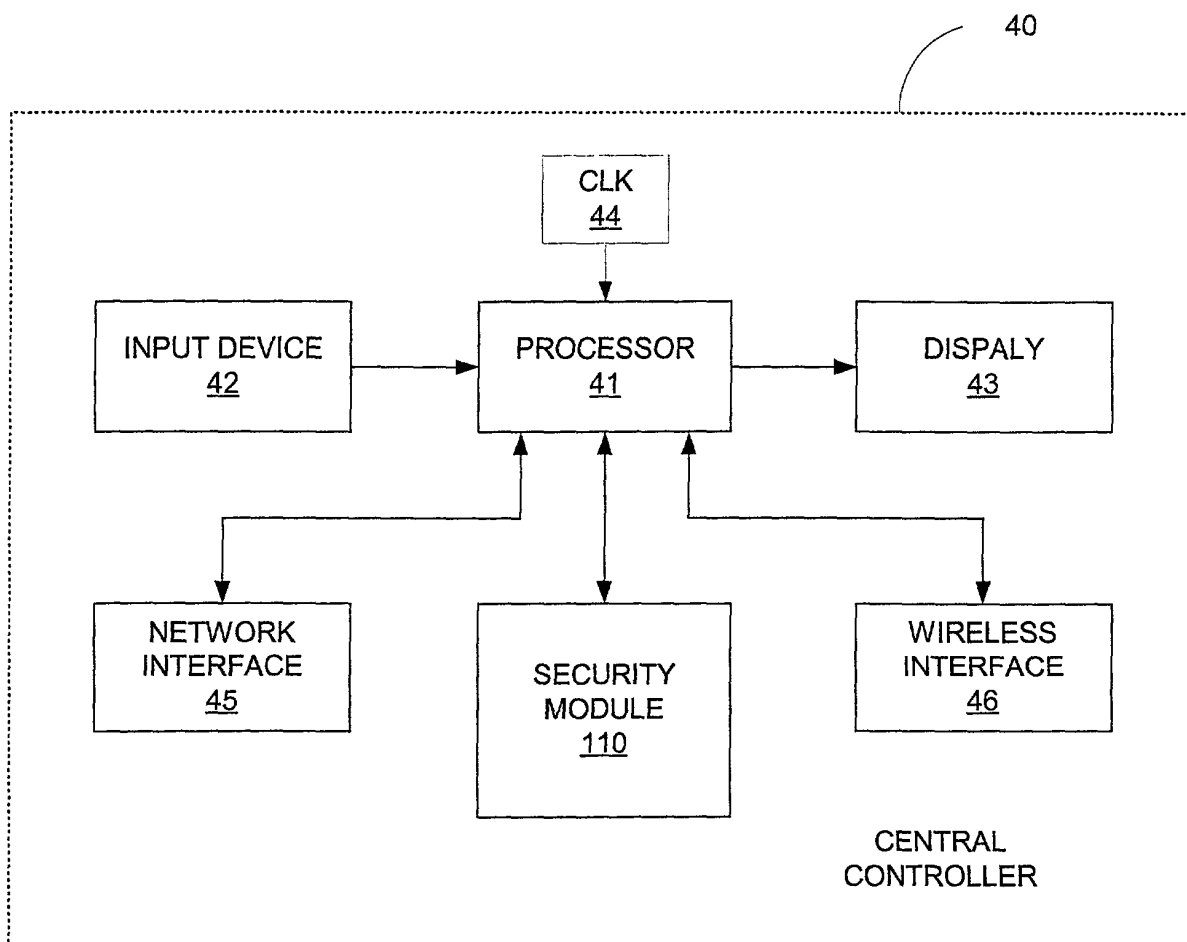 40
CLK
44
INPUT DEVICE
42
PROCESSOR
41
DISPALY
43
NETWORK
INTERFACE
45
SECURITY
MODULE
110
WIRELESS
INTERFACE
46
CENTRAL
CONTROLLER